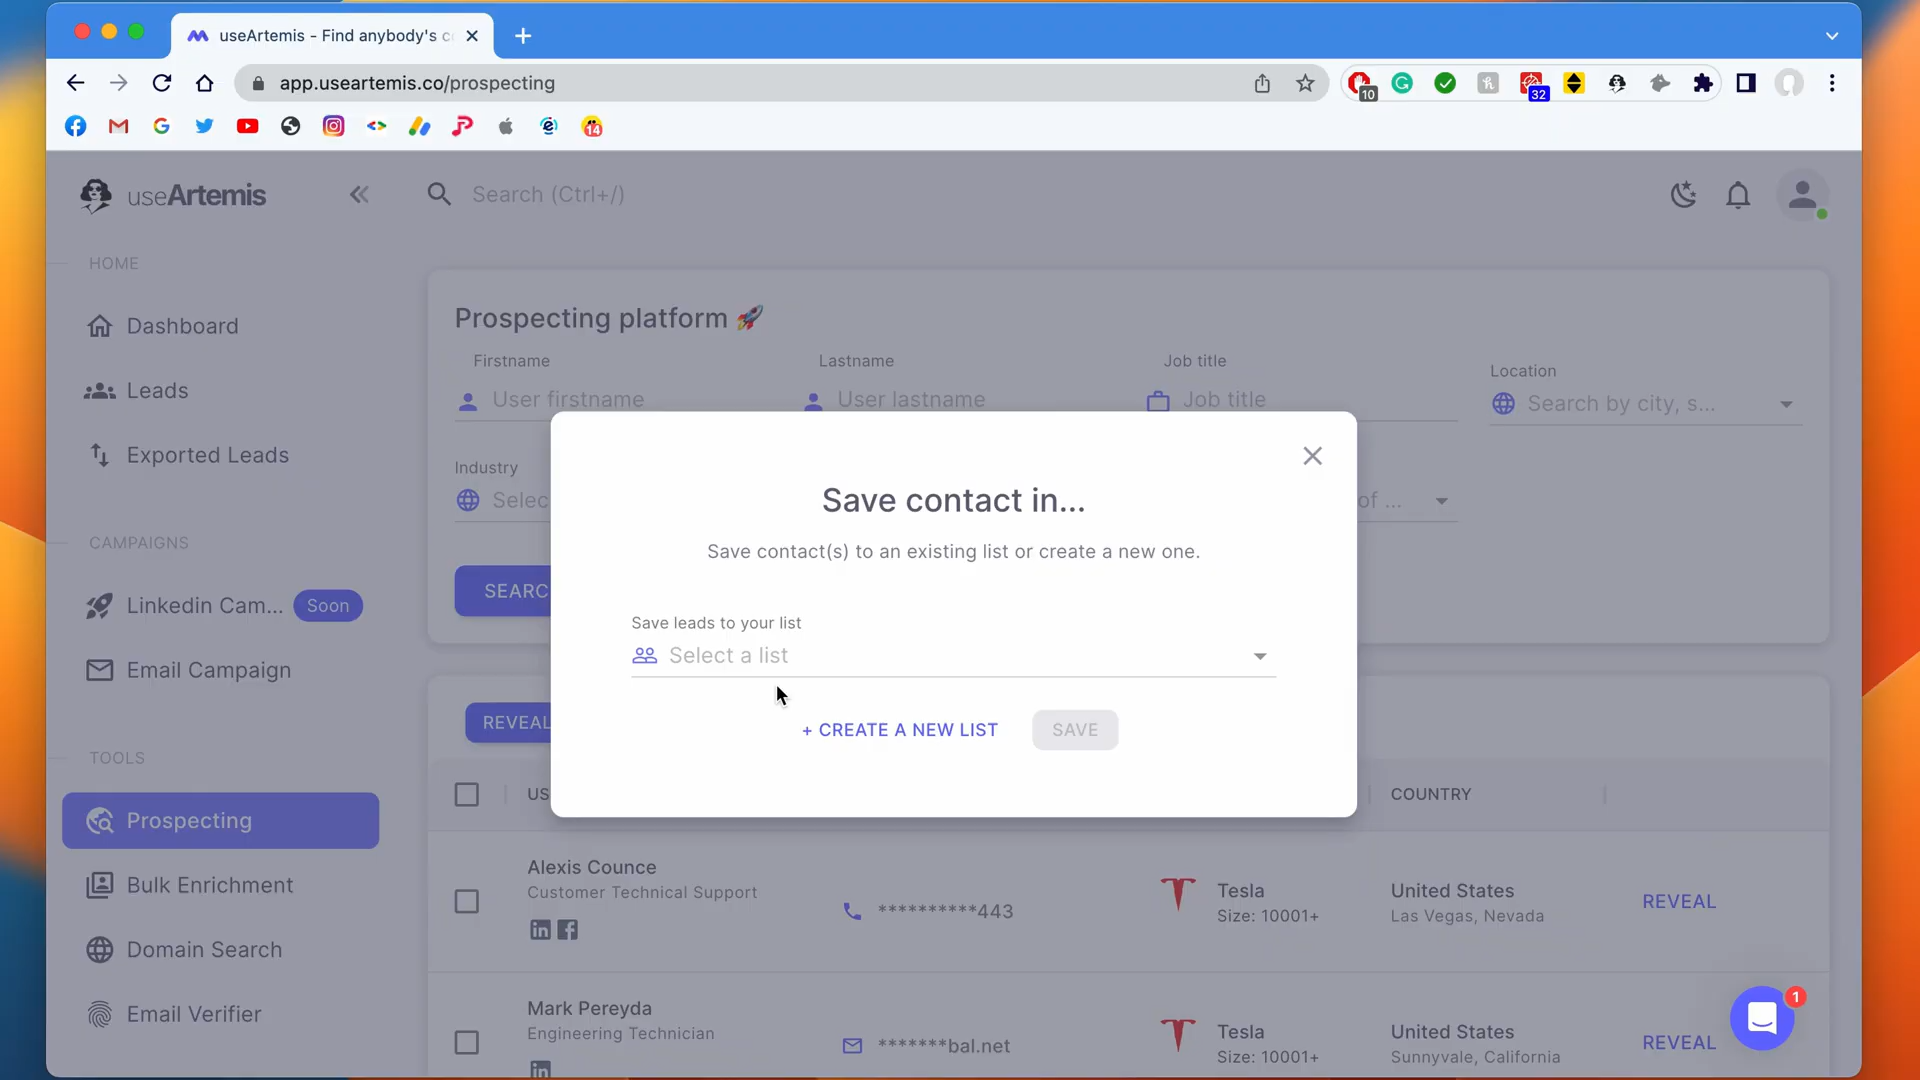 useArtemis - Find anybody's c
app.useartemis.co/prospecting
10
32
14
useArtemis
Search (Ctrl+/)
HOME
Dashboard
Leads
Exported Leads
CAMPAIGNS
Linkedin Cam...
Soon
Email Campaign
TOOLS
Prospecting
Bulk Enrichment
Domain Search
Email Verifier
Prospecting platform 🚀
Firstname
Lastname
Job title
Location
User firstname
User lastname
Job title
Search by city, s...
Industry
Selec
of ...
SEARC
Save contact in...
Save contact(s) to an existing list or create a new one.
Save leads to your list
Select a list
+ CREATE A NEW LIST
SAVE
REVEAL
US
COUNTRY
Alexis Counce
Customer Technical Support
**********443
Tesla
Size: 10001+
United States
Las Vegas, Nevada
REVEAL
Mark Pereyda
Engineering Technician
*******bal.net
Tesla
Size: 10001+
United States
Sunnyvale, California
REVEAL
1